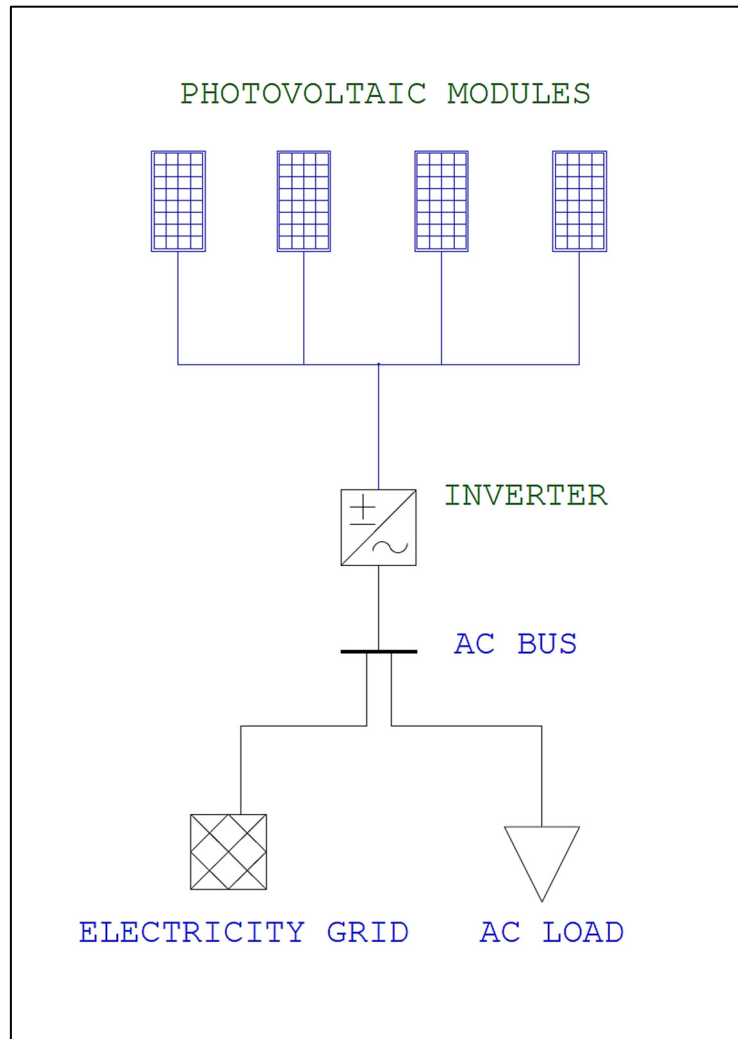 PHOTOVOLTAIC MODULES
INVERTER
AC BUS
ELECTRICITY GRID
AC LOAD